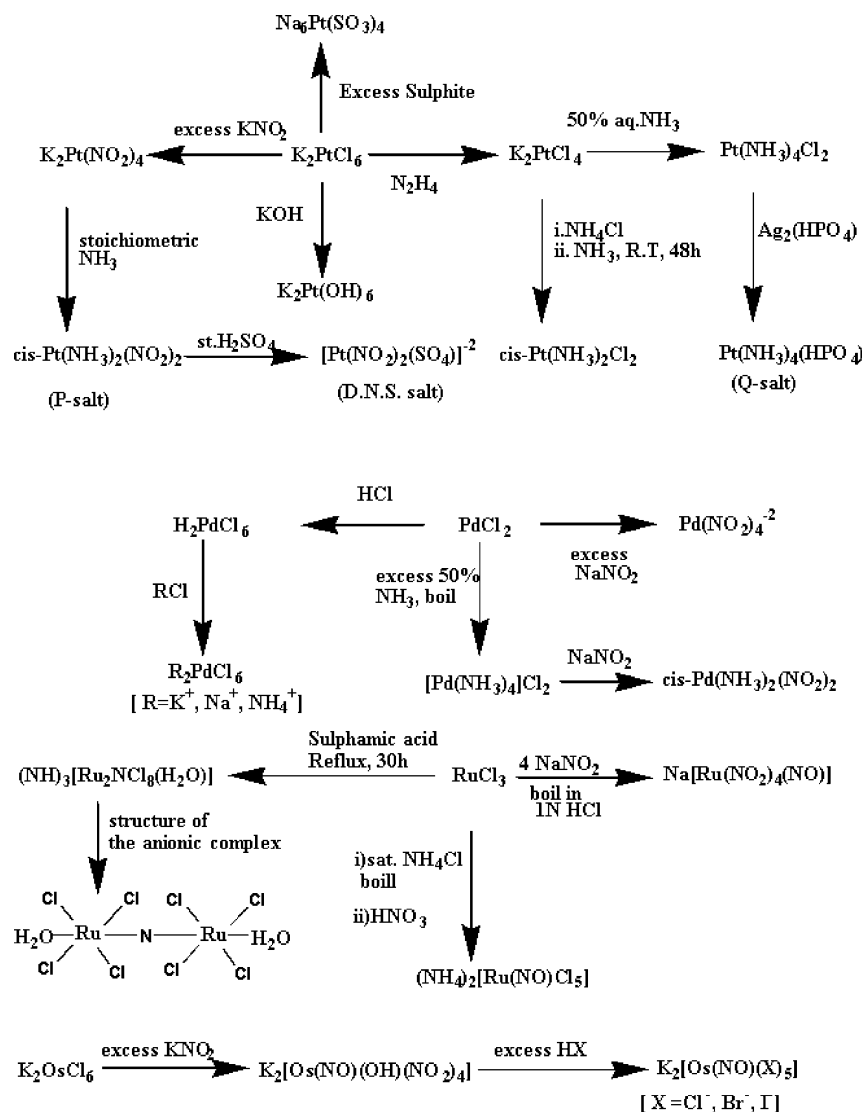 Na₆Pt(SO₃)₄
Excess Sulphite
excess KNO₂
50% aq.NH₃
K₂Pt(NO₂)₄
K₂PtCl₆
K₂PtCl₄
Pt(NH₃)₄Cl₂
N₂H₄
KOH
stoichiometric
NH₃
i.NH₄Cl
ii. NH₃, R.T, 48h
Ag₂(HPO₄)
K₂Pt(OH)₆
cis-Pt(NH₃)₂(NO₂)₂
st.H₂SO₄
[Pt(NO₂)₂(SO₄)]⁻²
cis-Pt(NH₃)₂Cl₂
Pt(NH₃)₄(HPO₄)
(P-salt)
(D.N.S. salt)
(Q-salt)
HCl
H₂PdCl₆
PdCl₂
Pd(NO₂)₄⁻²
excess
NaNO₂
RCl
excess 50%
NH₃, boil
R₂PdCl₆
[ R=K⁺, Na⁺, NH₄⁺]
[Pd(NH₃)₄]Cl₂
NaNO₂
cis-Pd(NH₃)₂(NO₂)₂
Sulphamic acid
Reflux, 30h
(NH)₃[Ru₂NCl₈(H₂O)]
RuCl₃
4 NaNO₂
boil in
1N HCl
Na[Ru(NO₂)₄(NO)]
structure of
the anionic complex
i)sat. NH₄Cl
boill
ii)HNO₃
Cl Cl Cl Cl
H₂O Ru N Ru H₂O
Cl Cl Cl Cl
(NH₄)₂[Ru(NO)Cl₅]
K₂OsCl₆
excess KNO₂
K₂[Os(NO)(OH)(NO₂)₄]
excess HX
K₂[Os(NO)(X)₅]
[ X =Cl⁻, Br⁻, I⁻]